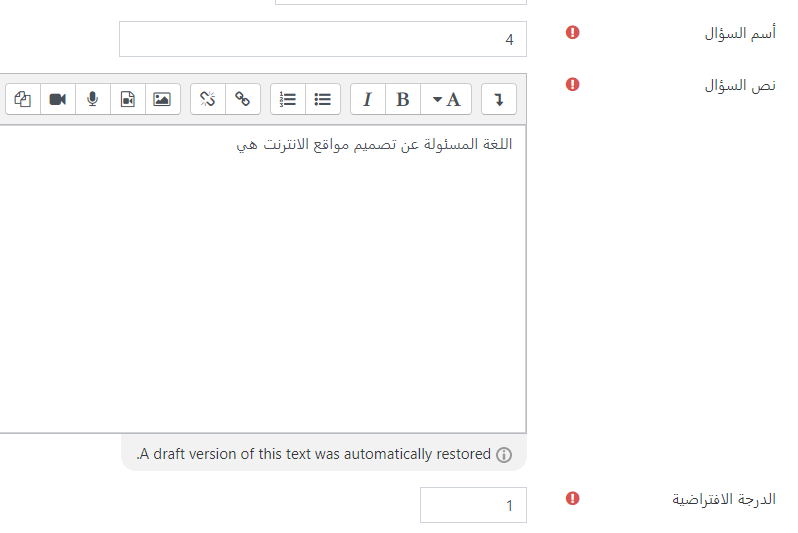 أسم السؤال
4
نص السؤال
A B I
اللغة المسئولة عن تصميم مواقع الانترنت هي
A draft version of this text was automatically restored.
الدرجة الافتراضية
1